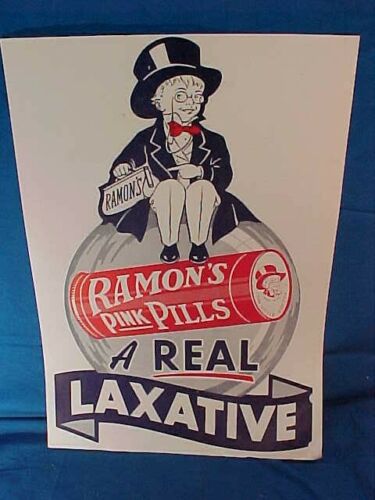 RAMON'S
RAMON'S
PINK PILLS
A REAL
LAXATIVE